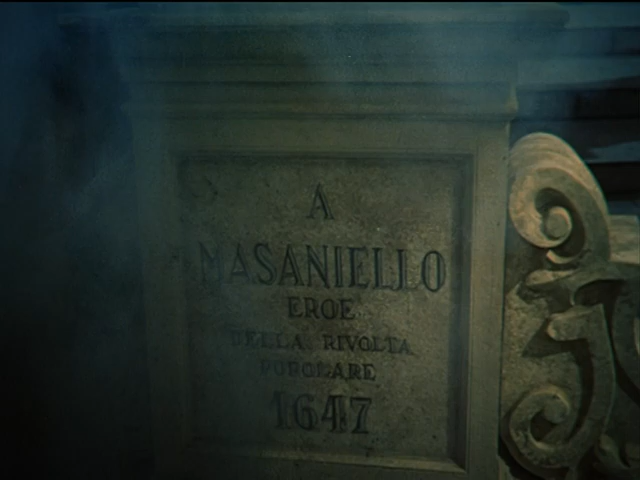 A
MASANIELLO
EROE
DELLA RIVOLTA
POPOLARE
1647